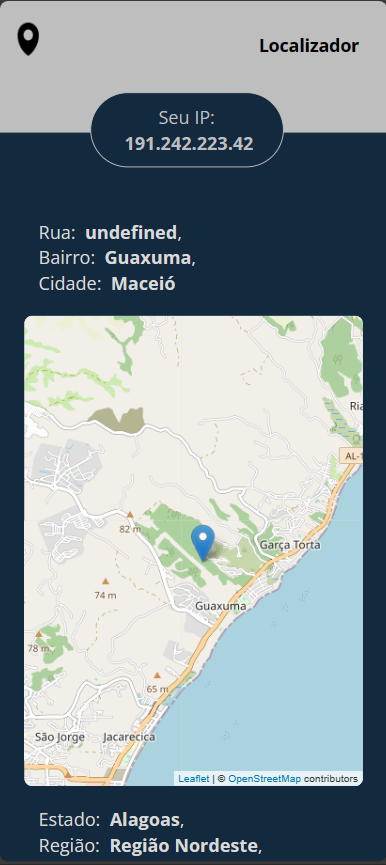 Localizador
Seu IP:
191.242.223.42
Rua: undefined,
Bairro: Guaxuma,
Cidade: Maceió
Ria
AL-1
82 m
Garça Torta
74 m
Guaxuma
78 m
65 m
São Jorge
Jacarecica
Leaflet | © OpenStreetMap contributors
Estado: Alagoas,
Região: Região Nordeste,